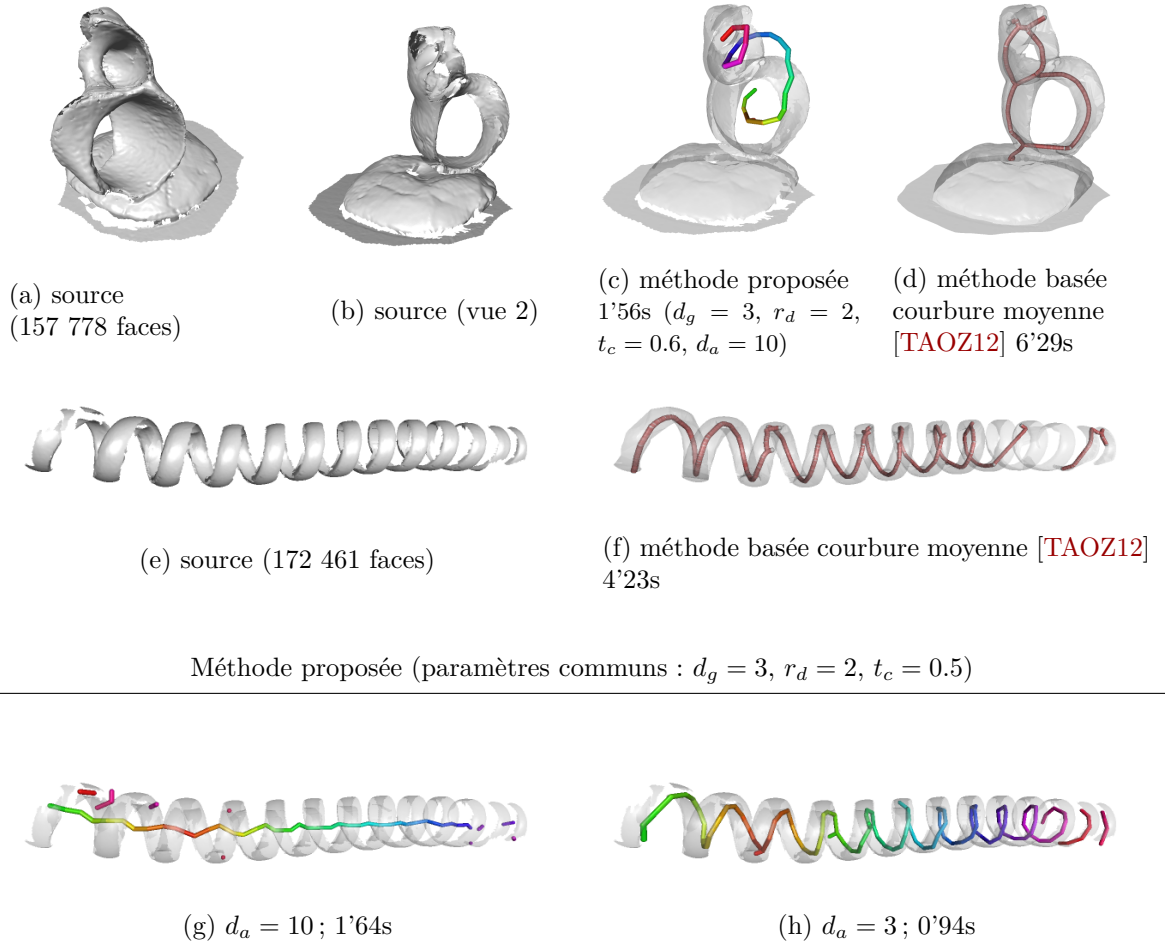 (a) source
(157 778 faces)
(b) source (vue 2)
(c) méthode proposée
1'56s (d_g = 3, r_d = 2,
t_c = 0.6, d_a = 10)
(d) méthode basée
courbure moyenne
[TAOZ12] 6'29s
(e) source (172 461 faces)
(f) méthode basée courbure moyenne [TAOZ12]
4'23s
Méthode proposée (paramètres communs : d_g = 3, r_d = 2, t_c = 0.5)
(g) d_a = 10 ; 1'64s
(h) d_a = 3 ; 0'94s